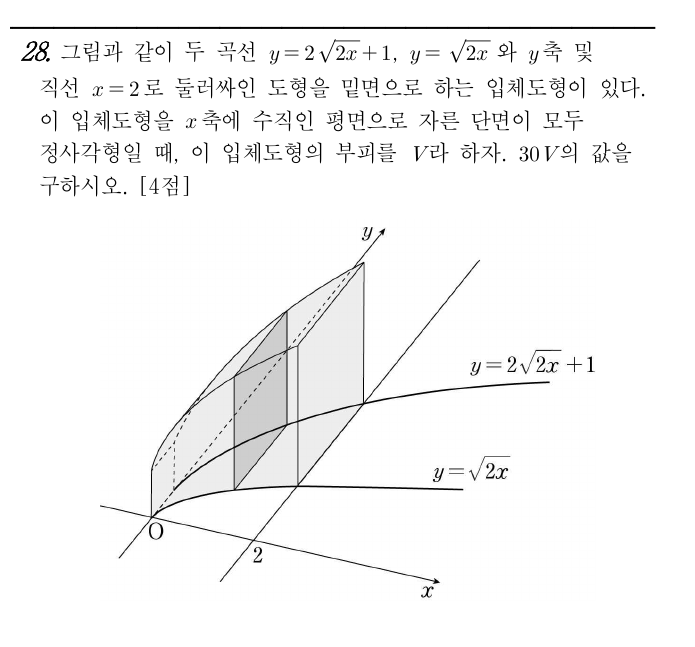 28. 그림과 같이 두 곡선 y=2√(2x)+1, y=√(2x) 와 y축 및
직선 x=2로 둘러싸인 도형을 밑면으로 하는 입체도형이 있다.
이 입체도형을 x축에 수직인 평면으로 자른 단면이 모두
정사각형일 때, 이 입체도형의 부피를 V라 하자. 30V의 값을
구하시오. [4점]
y
y=2√(2x)+1
y=√(2x)
O
2
x